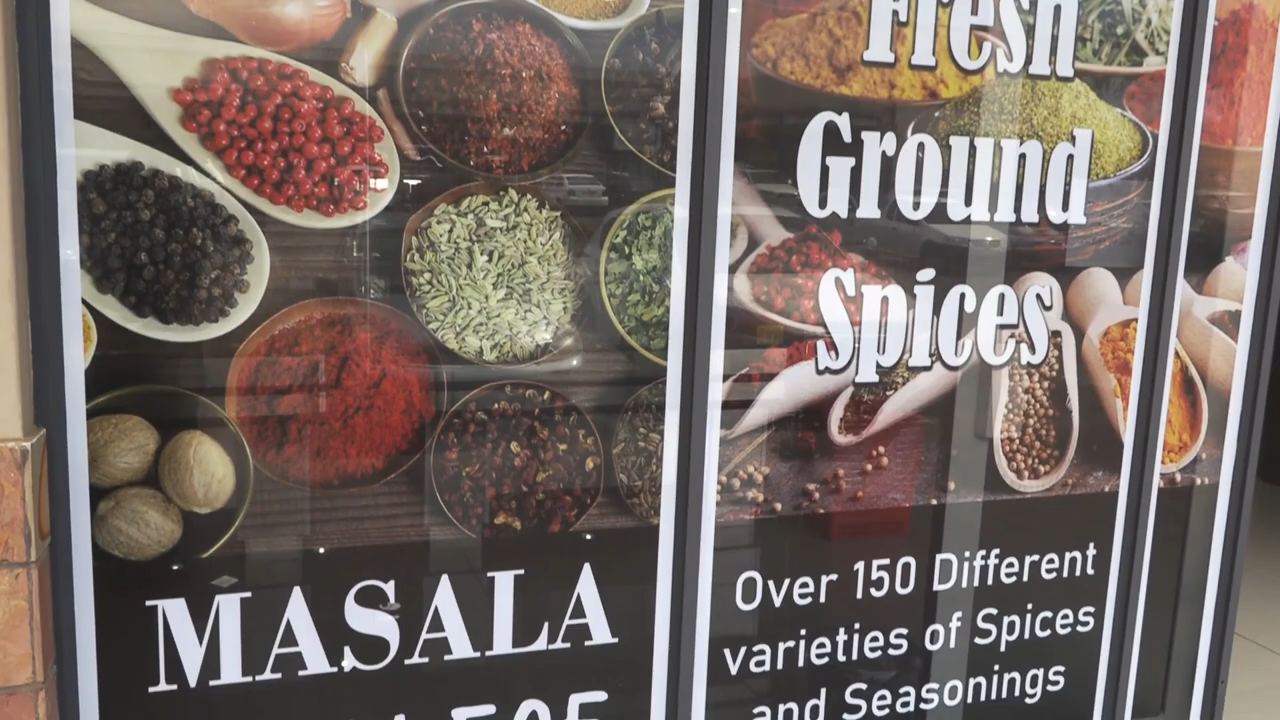 MASALA
Fresh
Ground
Spices
Over 150 Different
varieties of Spices
and Seasonings